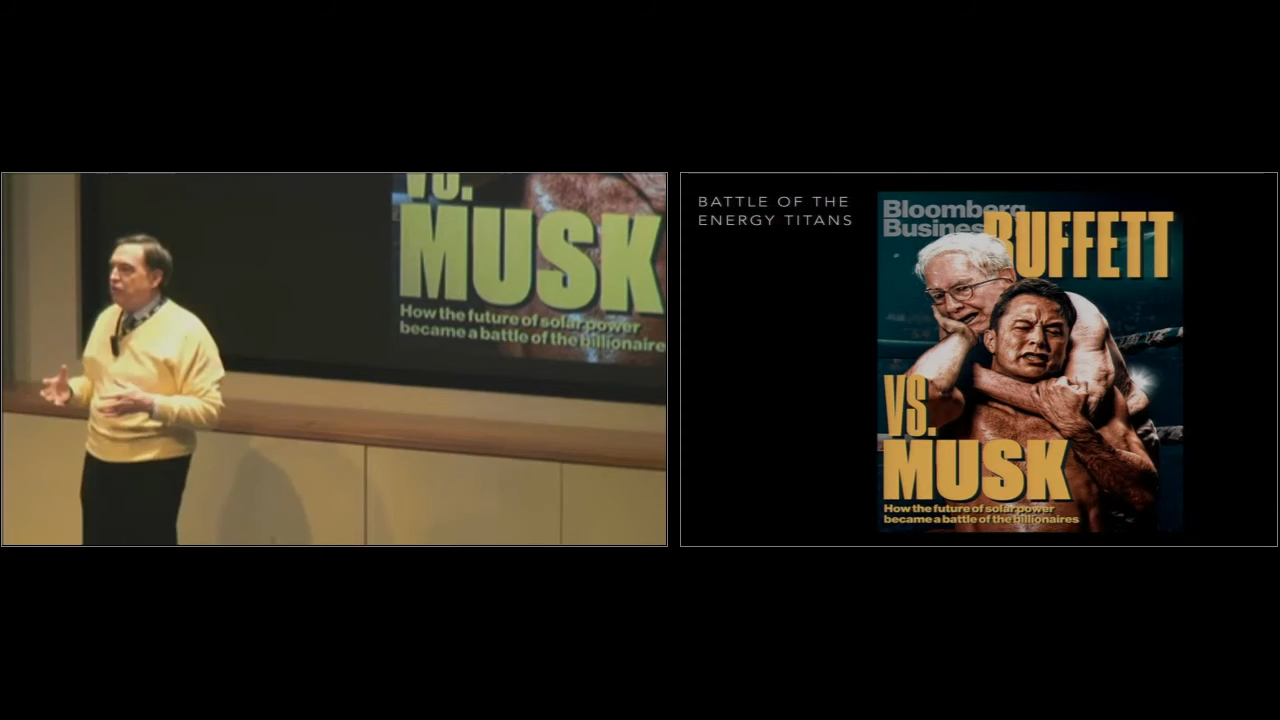 VS.
MUSK
How the future of solar power
became a battle of the billionaire
BATTLE OF THE
ENERGY TITANS
Bloomberg
Busines
BUFFETT
VS.
MUSK
How the future of solar power
became a battle of the billionaires